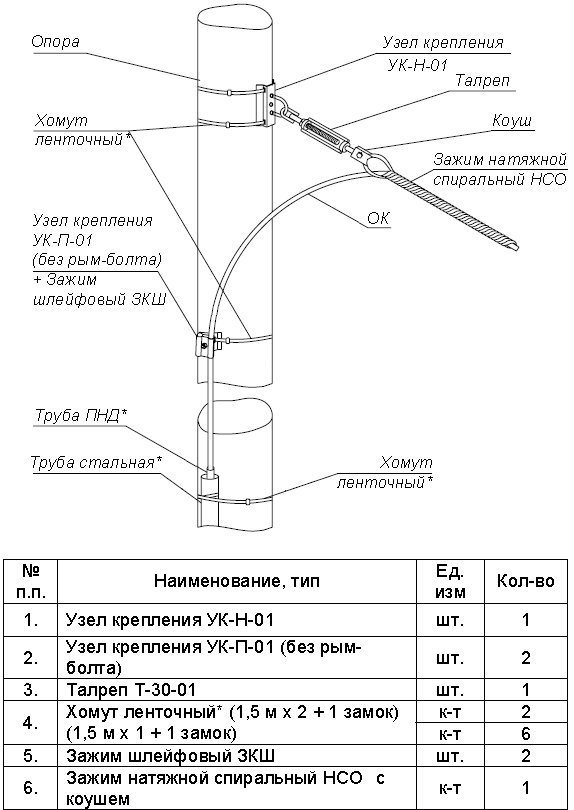 Опора
Узел крепления
УК-Н-01
Талреп
Хомут
ленточный*
Коуш
Зажим натяжной
спиральный НСО
ОК
Узел крепления
УК-П-01
(без рым-болта)
+ Зажим
шлейфовый ЗКШ
Труба ПНД*
Труба стальная*
Хомут
ленточный*
№ п.п. Наименование, тип Ед. изм Кол-во
1. Узел крепления УК-Н-01 шт. 1
2. Узел крепления УК-П-01 (без рым-
болта) шт. 2
3. Талреп Т-30-01 шт. 1
4. Хомут ленточный* (1,5 м х 2 + 1 замок) к-т 2
(1,5 м х 1 + 1 замок) к-т 6
5. Зажим шлейфовый ЗКШ шт. 2
6. Зажим натяжной спиральный НСО с
коушем к-т 1